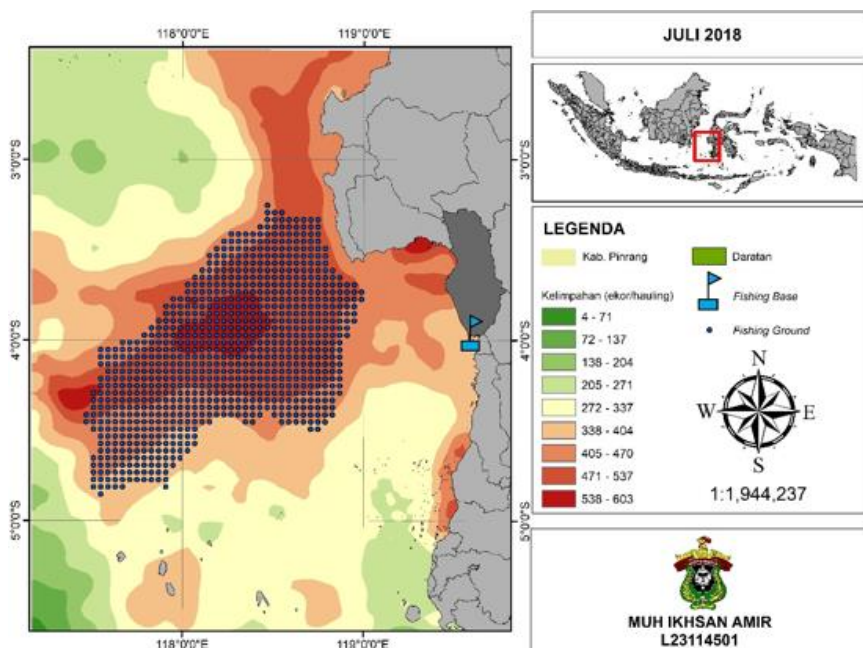 118°0'0"E 119°0'0"E
3°0'0"S
4°0'0"S
5°0'0"S
3°0'0"S
4°0'0"S
5°0'0"S
118°0'0"E 119°0'0"E
JULI 2018
LEGENDA
Kab. Pinrang
Daratan
Kelimpahan (ekor/hauling)
Fishing Base
4 - 71
72 - 137
Fishing Ground
138 - 204
205 - 271
272 - 337
338 - 404
405 - 470
471 - 537
538 - 603
N
W E
S
1:1,944,237
MUH IKHSAN AMIR
L23114501